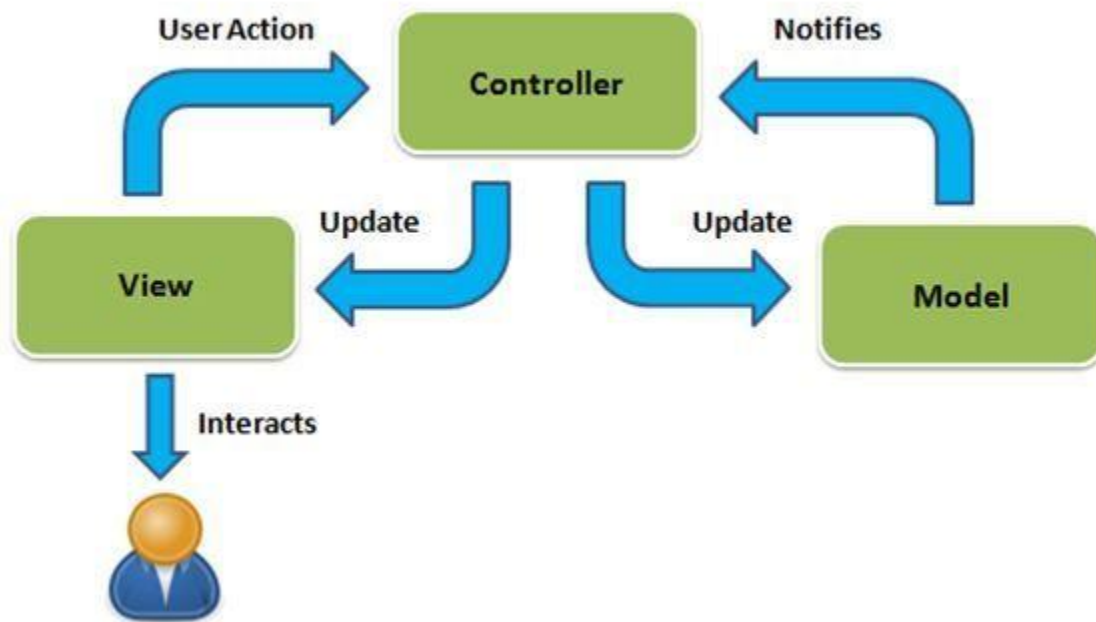 User Action
Controller
Notifies
Update
Update
View
Model
Interacts